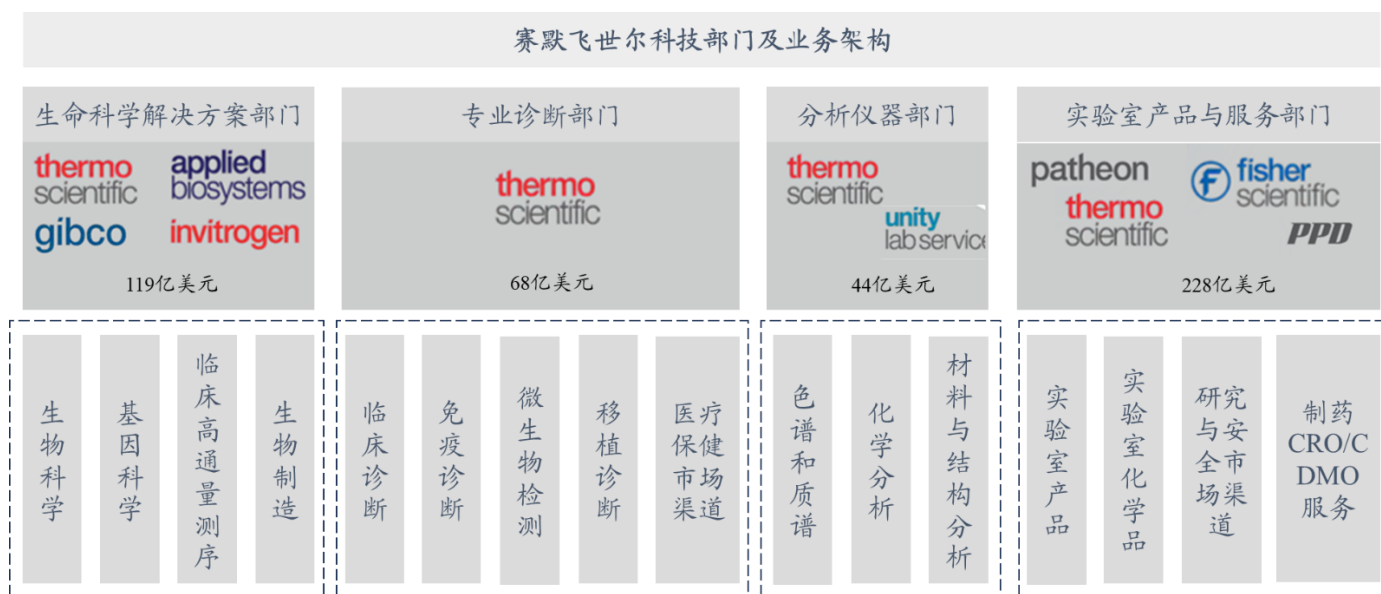 赛默飞世尔科技部门及业务架构
生命科学解决方案部门
thermo
scientific
applied
biosystems
gibco
invitrogen
119亿美元
专业诊断部门
thermo
scientific
68亿美元
分析仪器部门
thermo
scientific
unity
lab service
44亿美元
实验室产品与服务部门
patheon
fisher
scientific
thermo
scientific
PPD
228亿美元
生物科学
基因科学
临床高通量测序
生物制造
临床诊断
免疫诊断
微生物检测
移植诊断
医疗
保健
市场
渠道
色谱和质谱
化学分析
材料与结构分析
实验室产品
实验室化学品
研究
与安
全市
场渠
道
制药
CRO/C
DMO
服务